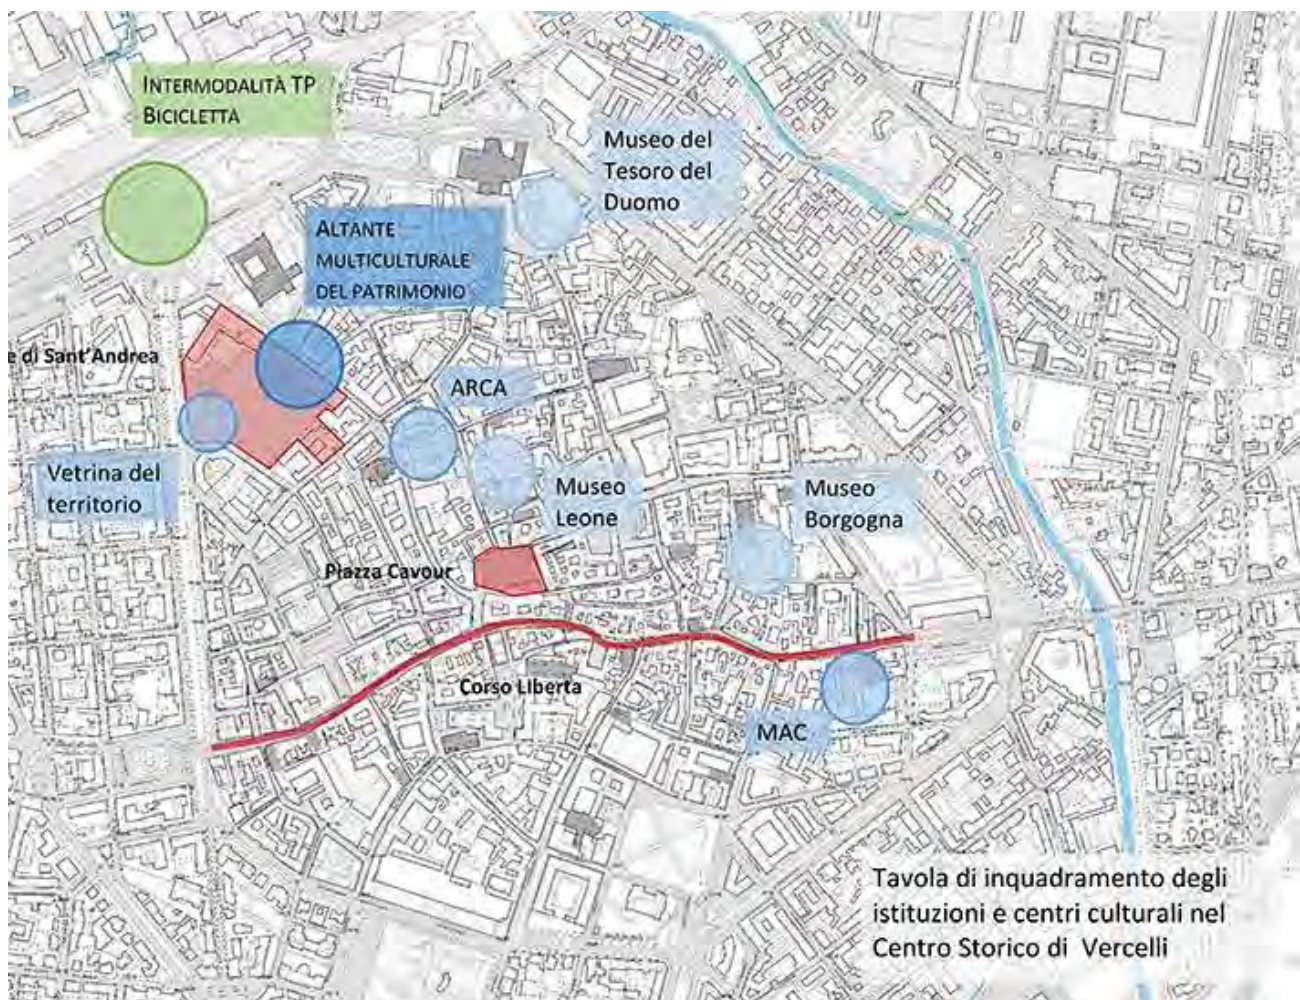 INTERMODALITÀ TP
BICICLETTA
Museo del
Tesoro del
Duomo
ALTANTE
MULTICULTURALE
DEL PATRIMONIO
e di Sant'Andrea
ARCA
Vetrina del
territorio
Museo
Leone
Museo
Borgogna
Piazza Cavour
Corso Liberta
MAC
Tavola di inquadramento degli
istituzioni e centri culturali nel
Centro Storico di Vercelli